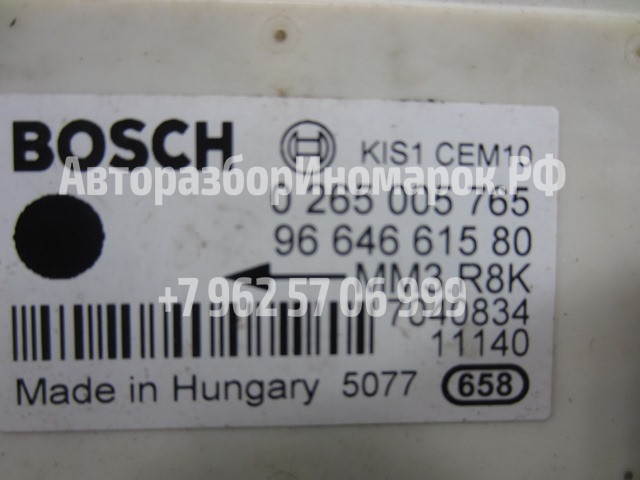 BOSCH KIS1 CEM10
АвторазборИномарок.РФ
0 265 005 765
96 646 615 80
MM3 R8K
+7 962 57 06 999
7040834
11140
Made in Hungary 5077 658